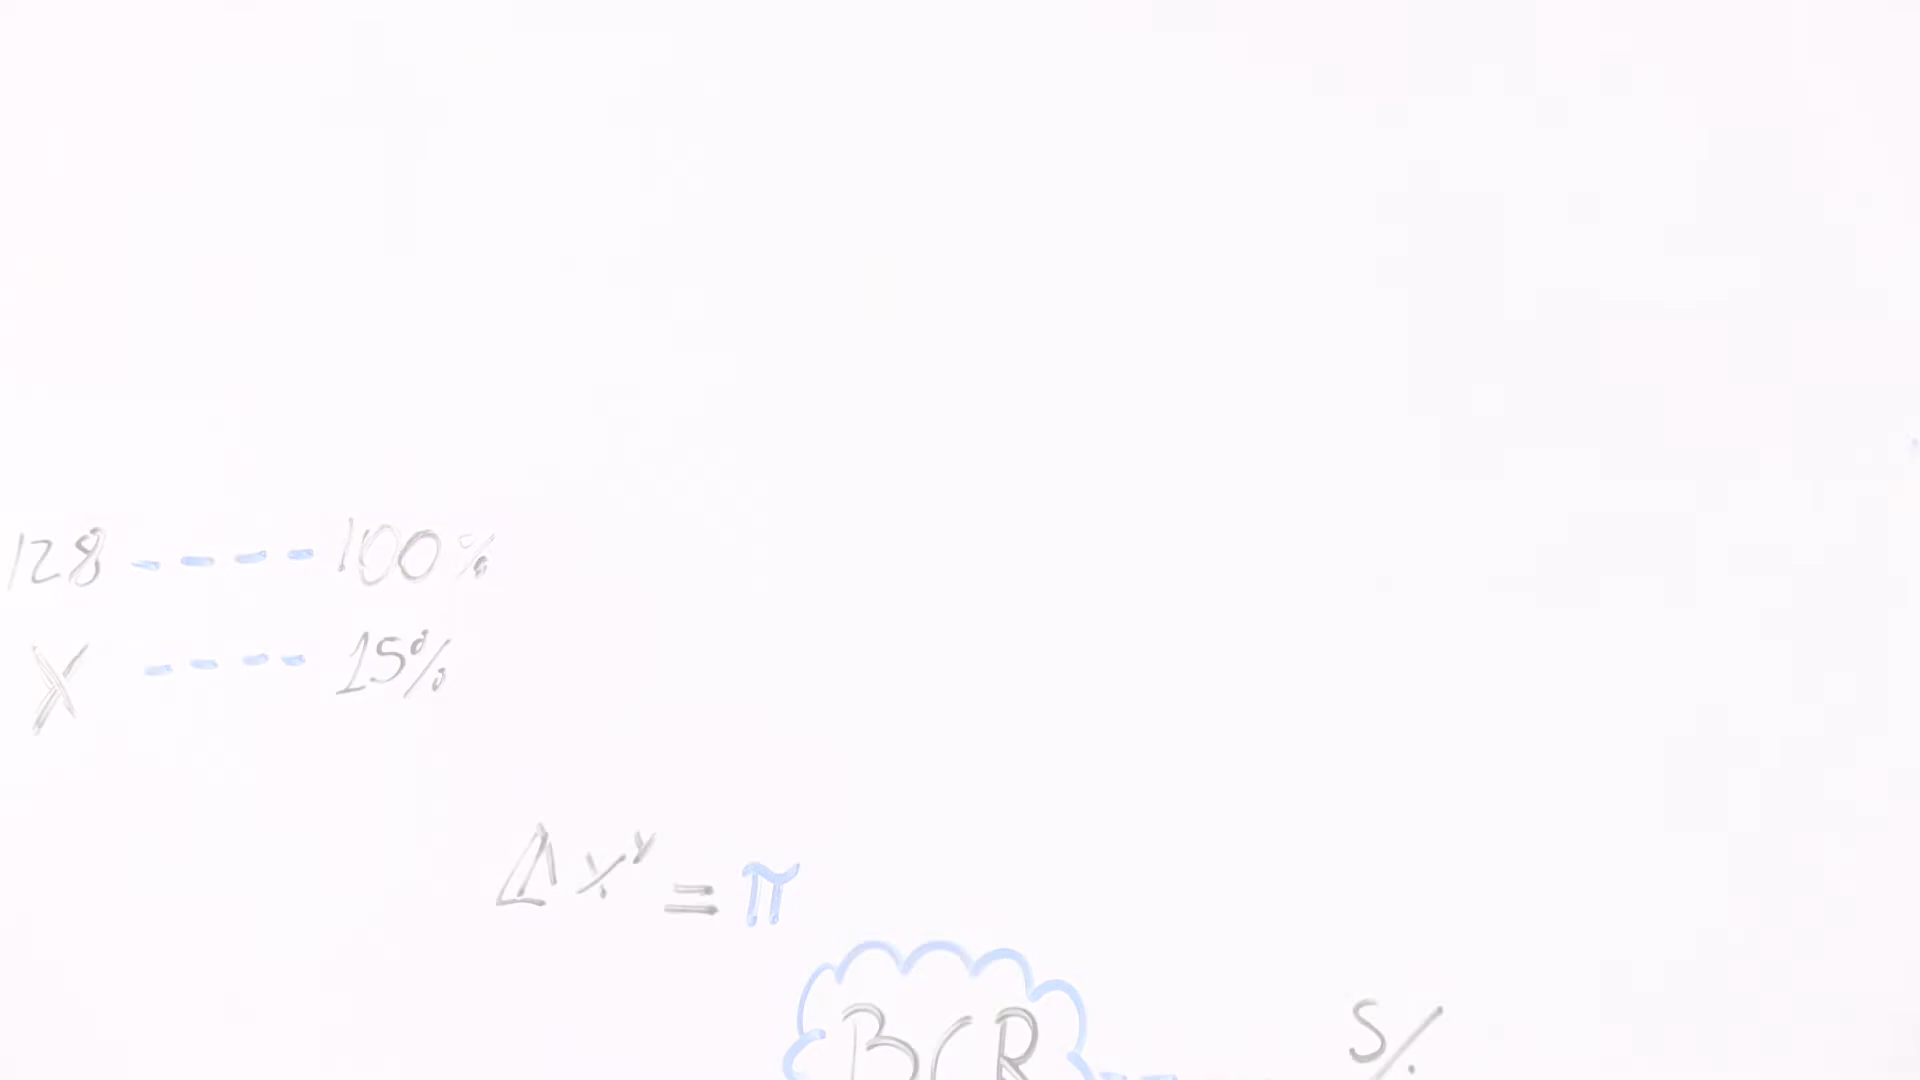 128 ---- 100%
X ---- 15%
Δx^y = π
BCR
S/.